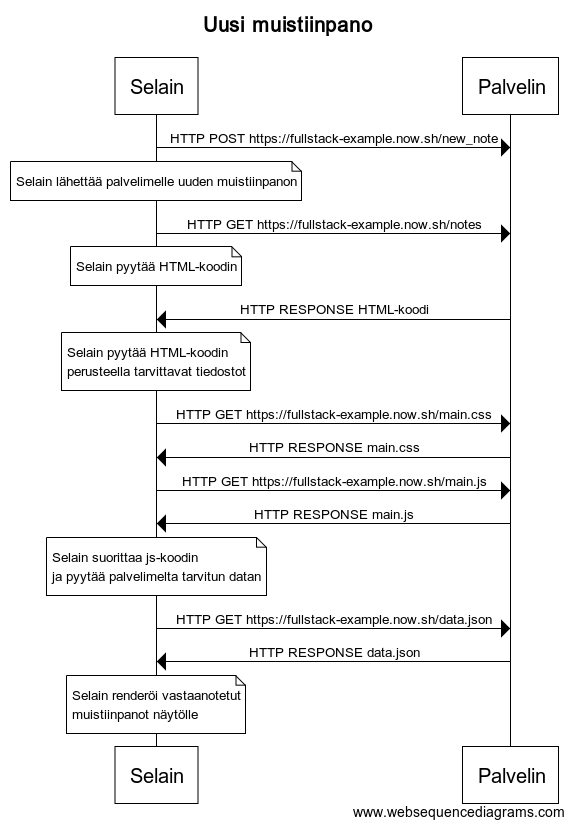 Uusi muistiinpano
Selain
Palvelin
HTTP POST https://fullstack-example.now.sh/new_note
Selain lähettää palvelimelle uuden muistiinpanon
HTTP GET https://fullstack-example.now.sh/notes
Selain pyytää HTML-koodin
HTTP RESPONSE HTML-koodi
Selain pyytää HTML-koodin
perusteella tarvittavat tiedostot
HTTP GET https://fullstack-example.now.sh/main.css
HTTP RESPONSE main.css
HTTP GET https://fullstack-example.now.sh/main.js
HTTP RESPONSE main.js
Selain suorittaa js-koodin
ja pyytää palvelimelta tarvitun datan
HTTP GET https://fullstack-example.now.sh/data.json
HTTP RESPONSE data.json
Selain renderöi vastaanotetut
muistiinpanot näytölle
Selain
Palvelin
www.websequencediagrams.com